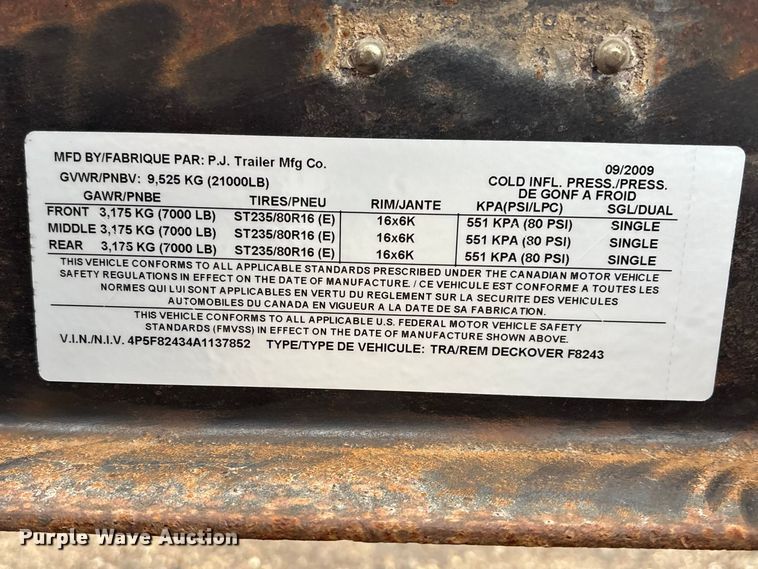 Purple Wave Auction
MFD BY/FABRIQUE PAR: P.J. Trailer Mfg Co. 09/2009
GVWR/PNBV: 9,525 KG (21000LB) COLD INFL. PRESS./PRESS.
DE GONF A FROID
GAWR/PNBE TIRES/PNEU RIM/JANTE KPA(PSI/LPC) SGL/DUAL
FRONT 3,175 KG (7000 LB) ST235/80R16 (E) 16x6K 551 KPA (80 PSI) SINGLE
MIDDLE 3,175 KG (7000 LB) ST235/80R16 (E) 16x6K 551 KPA (80 PSI) SINGLE
REAR 3,175 KG (7000 LB) ST235/80R16 (E) 16x6K 551 KPA (80 PSI) SINGLE
THIS VEHICLE CONFORMS TO ALL APPLICABLE STANDARDS PRESCRIBED UNDER THE CANADIAN MOTOR VEHICLE
SAFETY REGULATIONS IN EFFECT ON THE DATE OF MANUFACTURE. / CE VEHICULE EST CONFORME A TOUTES LES
NORMES QUI LUI SONT APPLICABLES EN VERTU DU REGLEMENT SUR LA SECURITE DES VEHICULES
AUTOMOBILES DU CANADA EN VIGUEUR A LA DATE DE SA FABRICATION.
THIS VEHICLE CONFORMS TO ALL APPLICABLE U.S. FEDERAL MOTOR VEHICLE SAFETY
STANDARDS (FMVSS) IN EFFECT ON THE DATE OF MANUFACTURE SHOWN ABOVE.
V.I.N./N.I.V. 4P5F82434A1137852 TYPE/TYPE DE VEHICULE: TRA/REM DECKOVER F8243
Purple Wave Auction